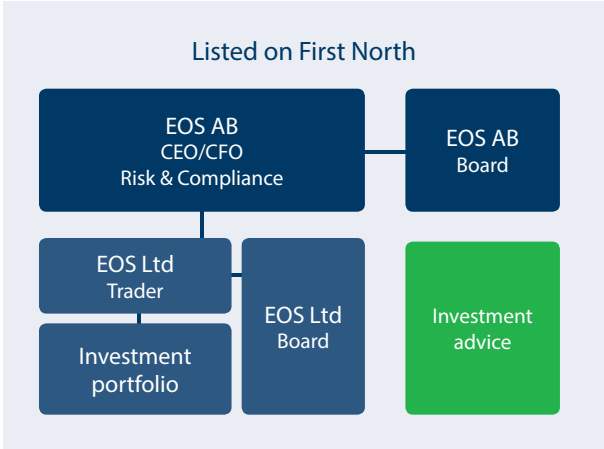 Listed on First North
EOS AB
CEO/CFO
Risk & Compliance
EOS AB
Board
EOS Ltd
Trader
EOS Ltd
Board
Investment
advice
Investment
portfolio